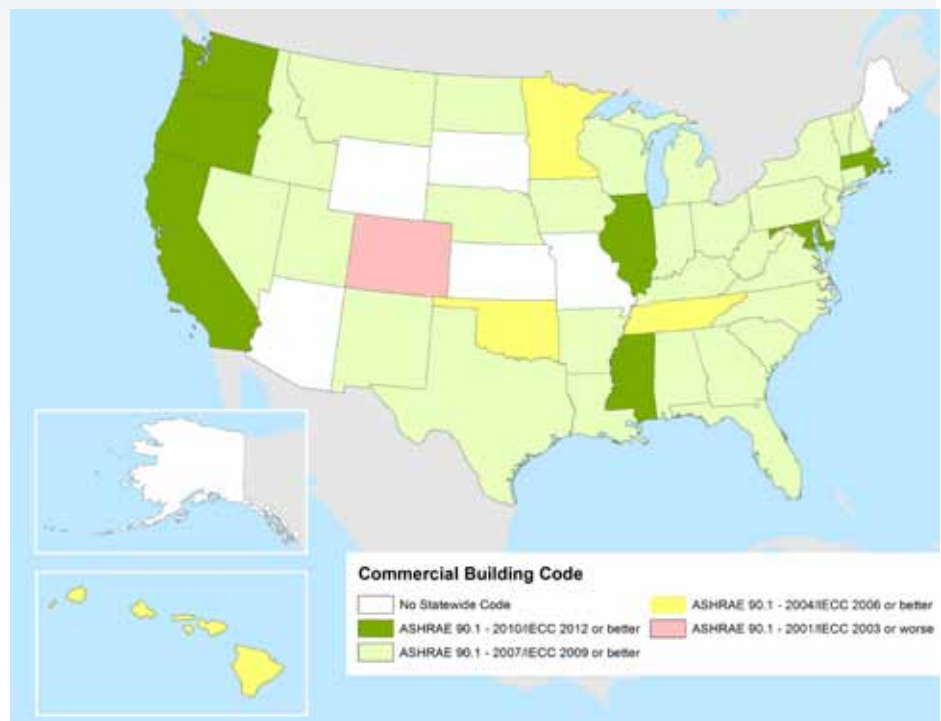 Commercial Building Code
No Statewide Code
ASHRAE 90.1 - 2010/IECC 2012 or better
ASHRAE 90.1 - 2007/IECC 2009 or better
ASHRAE 90.1 - 2004/IECC 2006 or better
ASHRAE 90.1 - 2001/IECC 2003 or worse